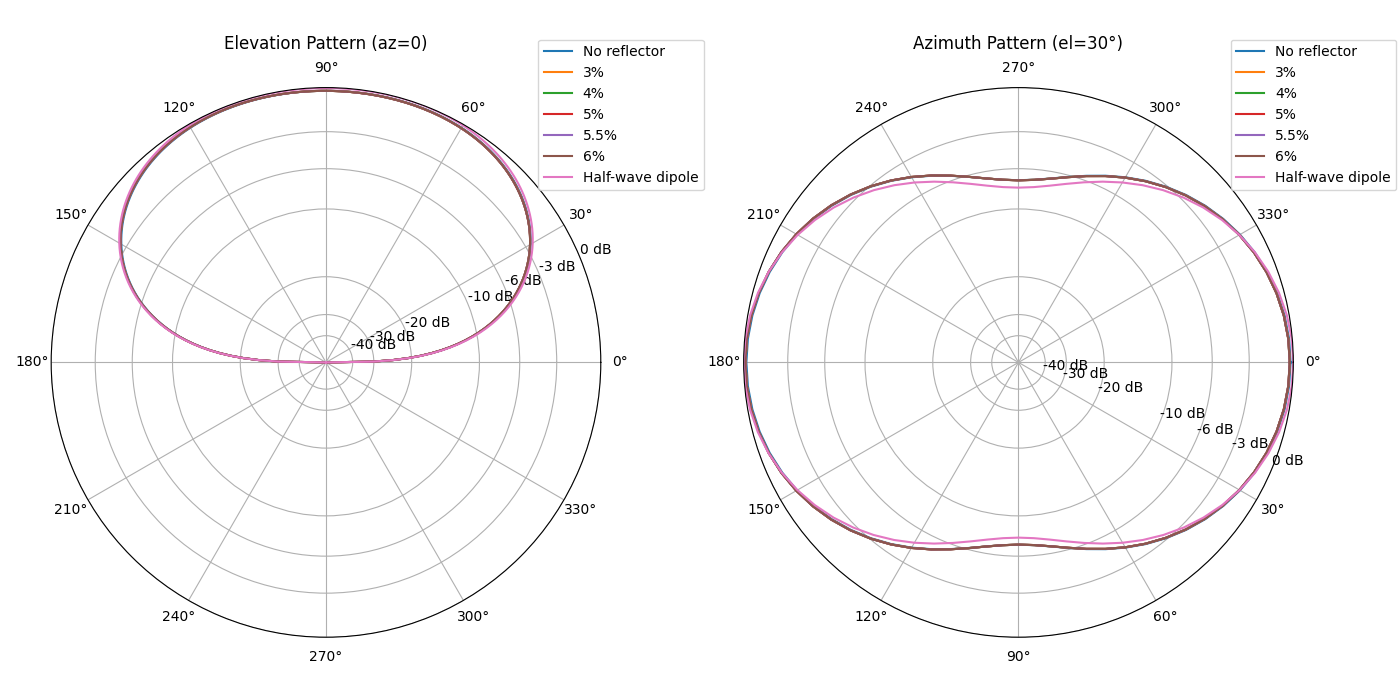 Elevation Pattern (az=0)
90°
120°
60°
150°
30°
180°
0°
210°
330°
240°
300°
270°
0 dB
-3 dB
-6 dB
-10 dB
-20 dB
-30 dB
-40 dB
No reflector
3%
4%
5%
5.5%
6%
Half-wave dipole
Azimuth Pattern (el=30°)
270°
240°
300°
210°
330°
180°
0°
150°
30°
120°
60°
90°
-40 dB
-30 dB
-20 dB
-10 dB
-6 dB
-3 dB
0 dB
No reflector
3%
4%
5%
5.5%
6%
Half-wave dipole